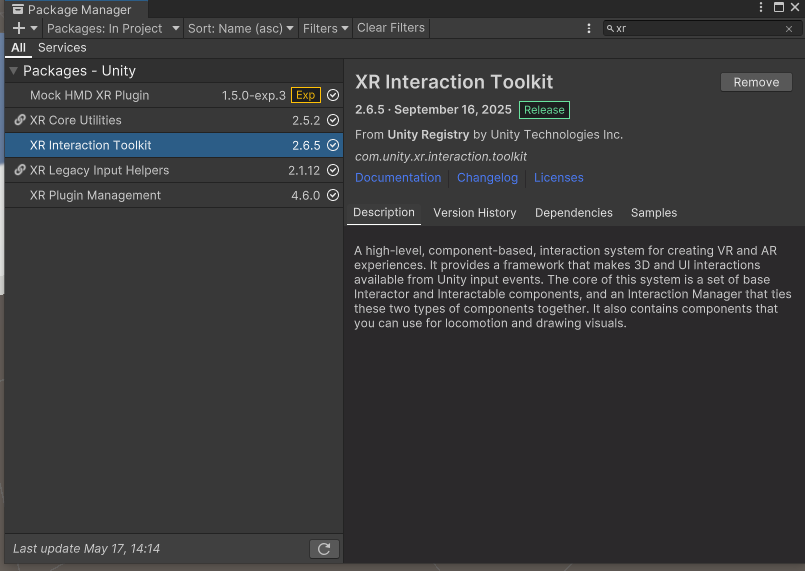 Package Manager
Packages: In Project Sort: Name (asc) Filters Clear Filters xr
All Services
Packages - Unity
Mock HMD XR Plugin 1.5.0-exp.3 Exp
XR Core Utilities 2.5.2
XR Interaction Toolkit 2.6.5
XR Legacy Input Helpers 2.1.12
XR Plugin Management 4.6.0
Last update May 17, 14:14
XR Interaction Toolkit Remove
2.6.5 · September 16, 2025 Release
From Unity Registry by Unity Technologies Inc.
com.unity.xr.interaction.toolkit
Documentation Changelog Licenses
Description Version History Dependencies Samples
A high-level, component-based, interaction system for creating VR and AR
experiences. It provides a framework that makes 3D and UI interactions
available from Unity input events. The core of this system is a set of base
Interactor and Interactable components, and an Interaction Manager that ties
these two types of components together. It also contains components that
you can use for locomotion and drawing visuals.